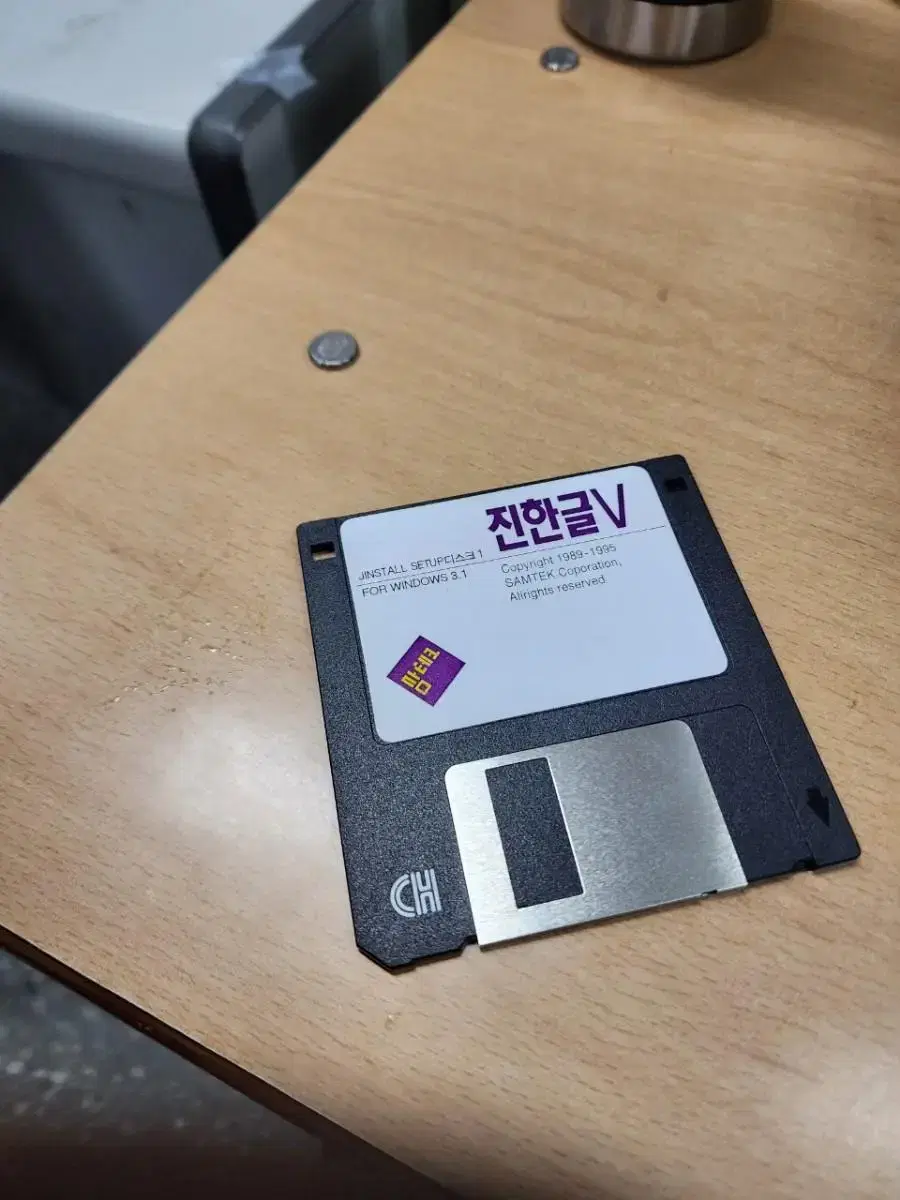 진한글V
JINSTALL SETUP디스크 1
FOR WINDOWS 3.1
Copyright 1989-1995
SAMTEK Coporation,
Allrights reserved
삼테크